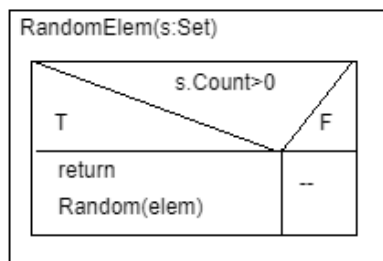 RandomElem(s:Set)
s.Count>0
T
F
return
Random(elem)
--